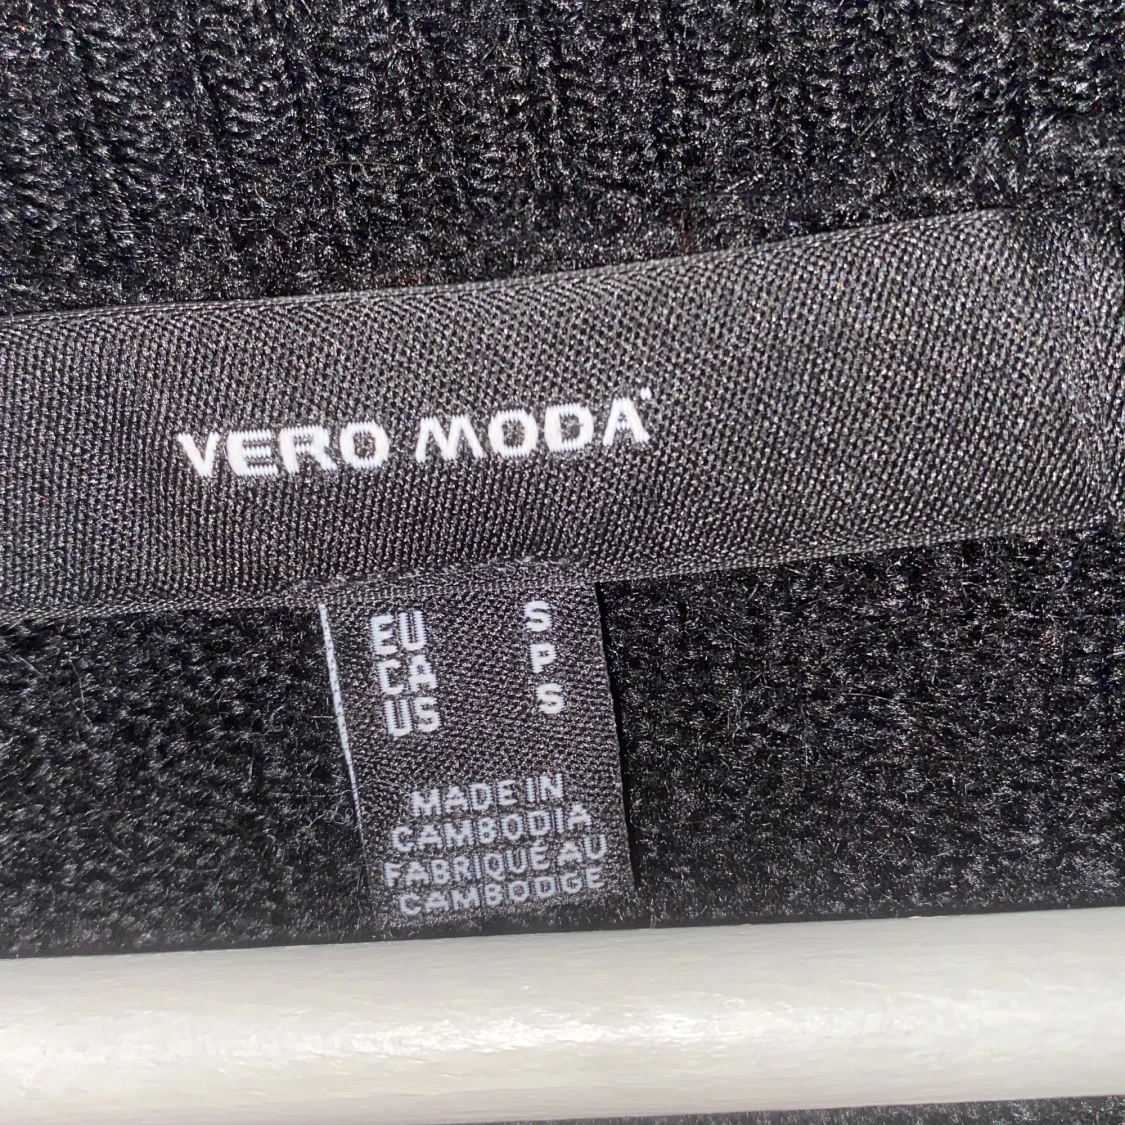 VERO MODA
EU S
CA P
US S
MADE IN
CAMBODIA
FABRIQUÉ AU
CAMBODGE